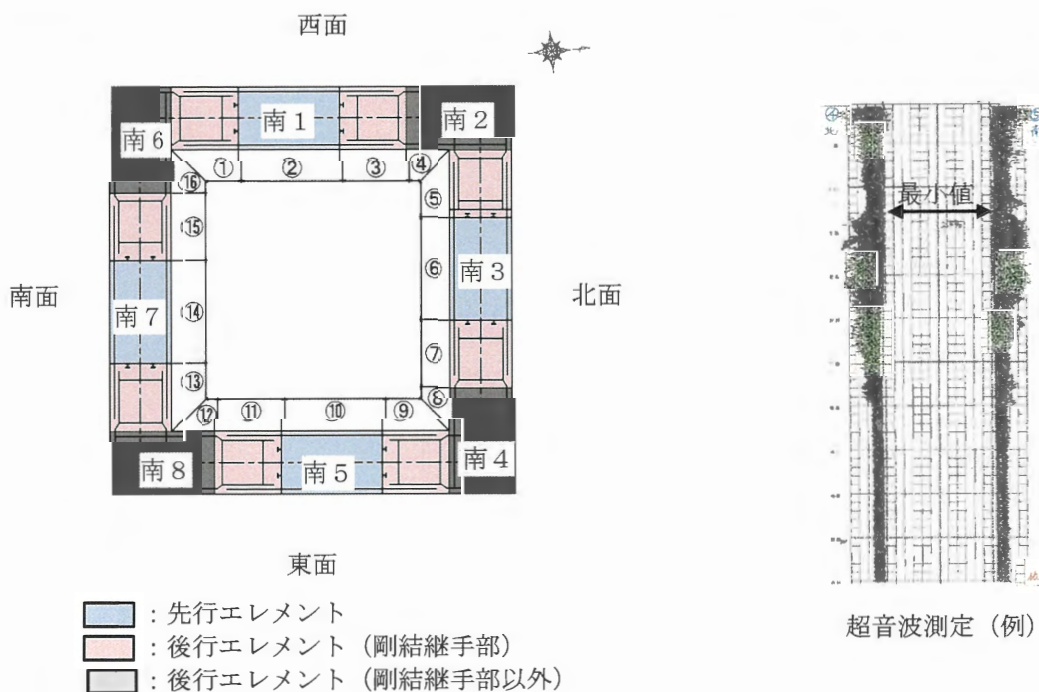 西面
南1
南2
南6
①
②
③
④
⑯
⑤
⑮
最小値
南面
南7
⑭
⑥
南3
北面
⑬
⑦
⑫
⑪
⑩
⑨
⑧
南8
南5
南4
東面
：先行エレメント
：後行エレメント（剛結継手部）
：後行エレメント（剛結継手部以外）
超音波測定（例）